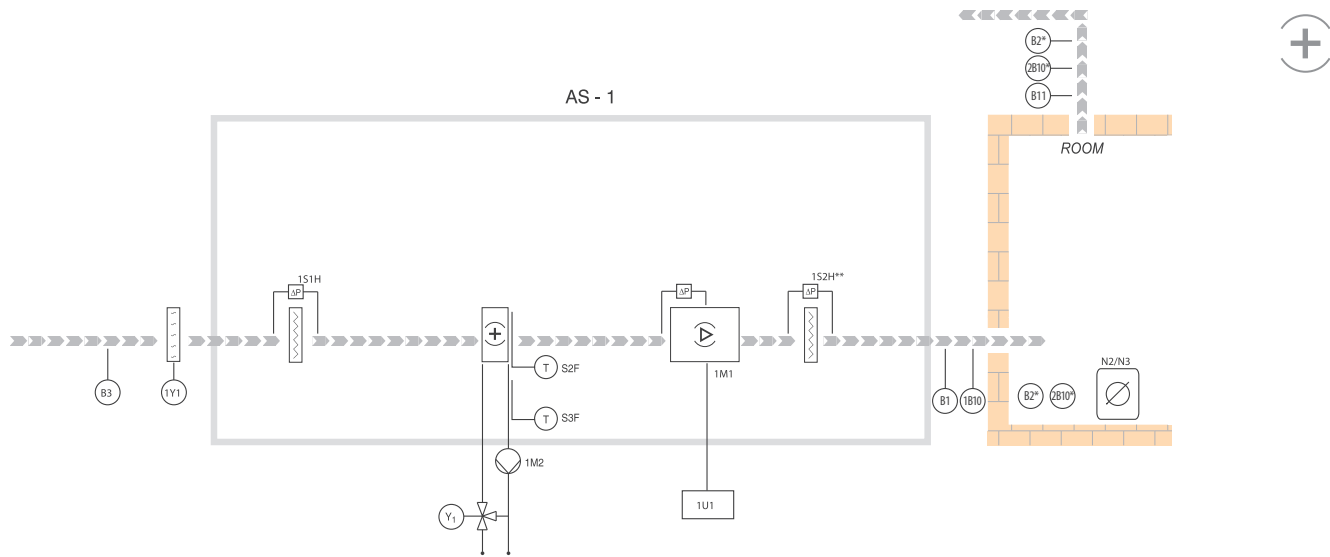 B2*
2B10*
AS - 1
B11
ROOM
1S1H
ΔP
ΔP
1S2H**
ΔP
N2/N3
S2F
T
1M1
B3
1Y1
B1
1B10
B2*
2B10*
T
S3F
1M2
1U1
Y1